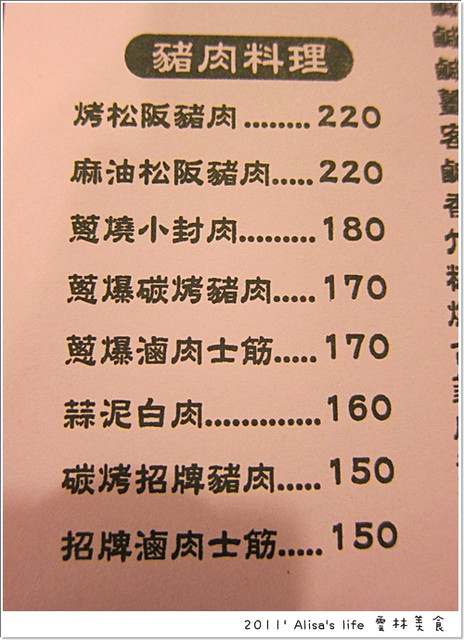 豬肉料理
烤松阪豬肉........220
麻油松阪豬肉.....220
蔥燒小封肉.........180
蔥爆碳烤豬肉.....170
蔥爆滷肉士筋.....170
蒜泥白肉..............160
碳烤招牌豬肉.....150
招牌滷肉士筋.....150
2011' Alisa's life 雲林美食